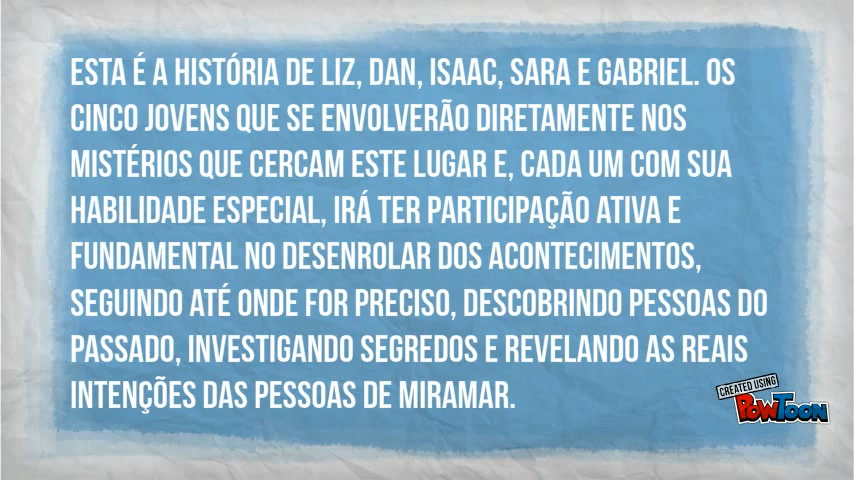 ESTA É A HISTÓRIA DE LIZ, DAN, ISAAC, SARA E GABRIEL. OS
CINCO JOVENS QUE SE ENVOLVERÃO DIRETAMENTE NOS
MISTÉRIOS QUE CERCAM ESTE LUGAR E, CADA UM COM SUA
HABILIDADE ESPECIAL, IRÁ TER PARTICIPAÇÃO ATIVA E
FUNDAMENTAL NO DESENROLAR DOS ACONTECIMENTOS,
SEGUINDO ATÉ ONDE FOR PRECISO, DESCOBRINDO PESSOAS DO
PASSADO, INVESTIGANDO SEGREDOS E REVELANDO AS REAIS
INTENÇÕES DAS PESSOAS DE MIRAMAR.
CREATED USING
POWTOON